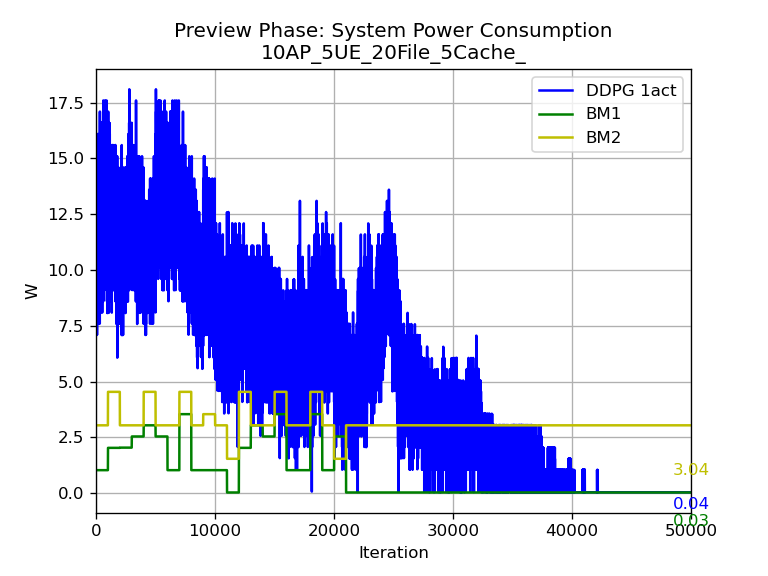 Preview Phase: System Power Consumption
10AP_5UE_20File_5Cache_
DDPG 1act
BM1
BM2
17.5
15.0
12.5
10.0
7.5
5.0
2.5
0.0
W
3.04
0.04
0.03
0 10000 20000 30000 40000 50000
Iteration